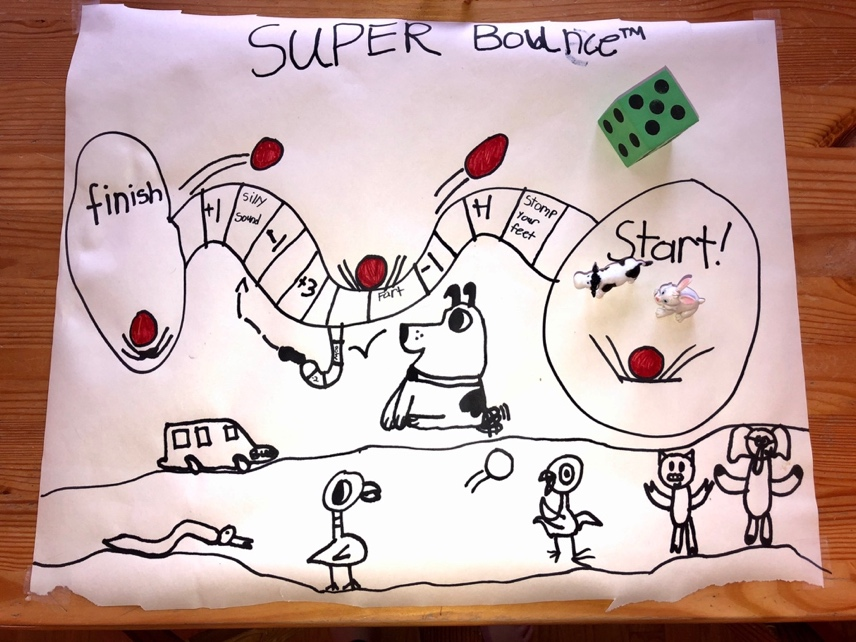 SUPER Bounce™
finish
+1
silly
sound
-1
+3
Fart
-1
+1
Stomp
your
feet
Start!